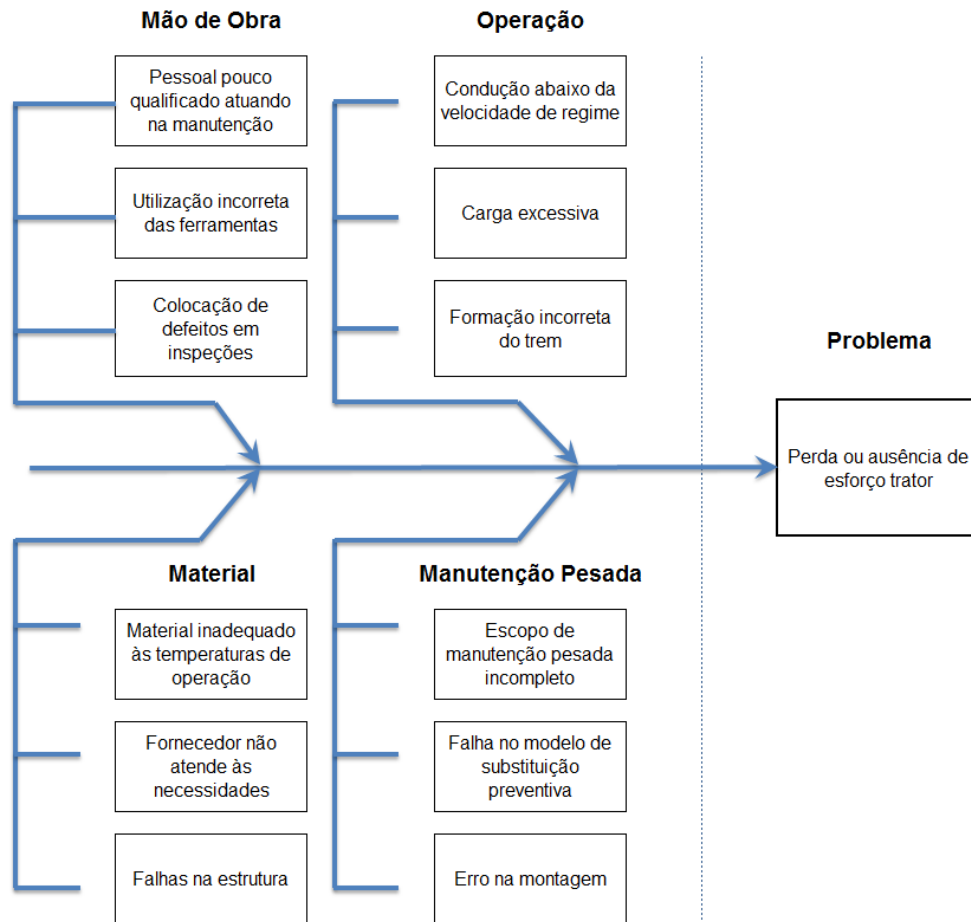 Mão de Obra
Pessoal pouco
qualificado atuando
na manutenção
Utilização incorreta
das ferramentas
Colocação de
defeitos em
inspeções
Operação
Condução abaixo da
velocidade de regime
Carga excessiva
Formação incorreta
do trem
Problema
Perda ou ausência de
esforço trator
Material
Material inadequado
às temperaturas de
operação
Fornecedor não
atende às
necessidades
Falhas na estrutura
Manutenção Pesada
Escopo de
manutenção pesada
incompleto
Falha no modelo de
substituição
preventiva
Erro na montagem